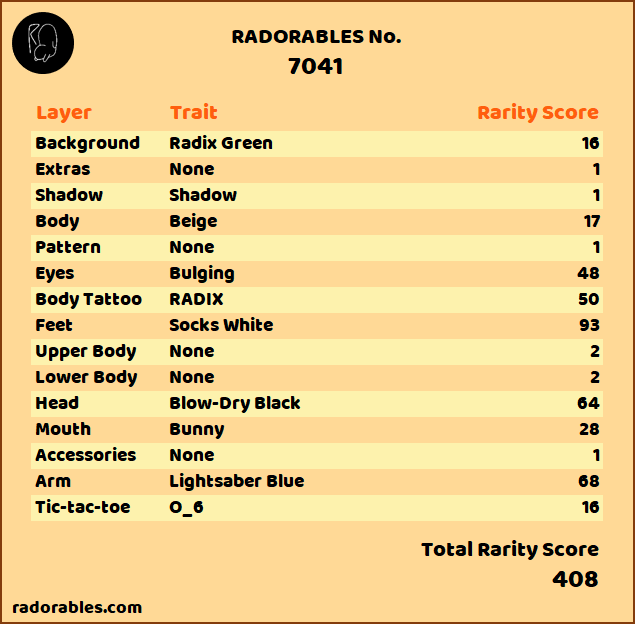 RADORABLES No.
7041
Layer Trait Rarity Score
Background Radix Green 16
Extras None 1
Shadow Shadow 1
Body Beige 17
Pattern None 1
Eyes Bulging 48
Body Tattoo RADIX 50
Feet Socks White 93
Upper Body None 2
Lower Body None 2
Head Blow-Dry Black 64
Mouth Bunny 28
Accessories None 1
Arm Lightsaber Blue 68
Tic-tac-toe O_6 16
Total Rarity Score
408
radorables.com